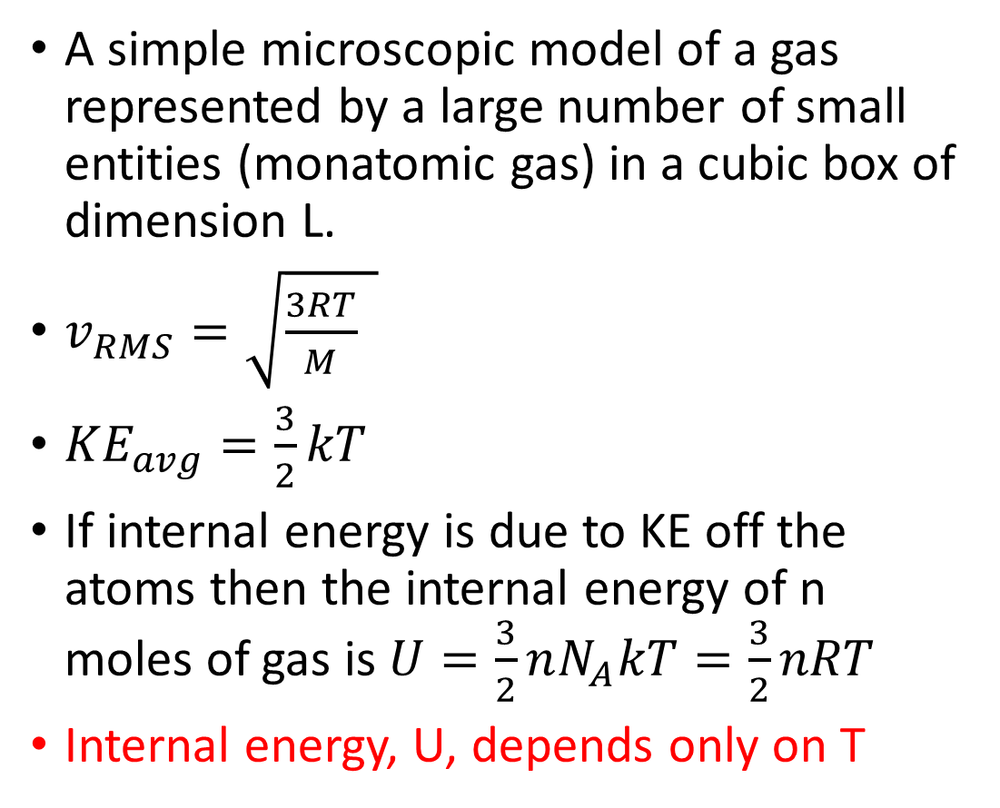 • A simple microscopic model of a gas
represented by a large number of small
entities (monatomic gas) in a cubic box of
dimension L.
• $v_{RMS} = \sqrt{\frac{3RT}{M}}$
• $KE_{avg} = \frac{3}{2}kT$
• If internal energy is due to KE off the
atoms then the internal energy of n
moles of gas is $U = \frac{3}{2}nN_AkT = \frac{3}{2}nRT$
• Internal energy, U, depends only on T